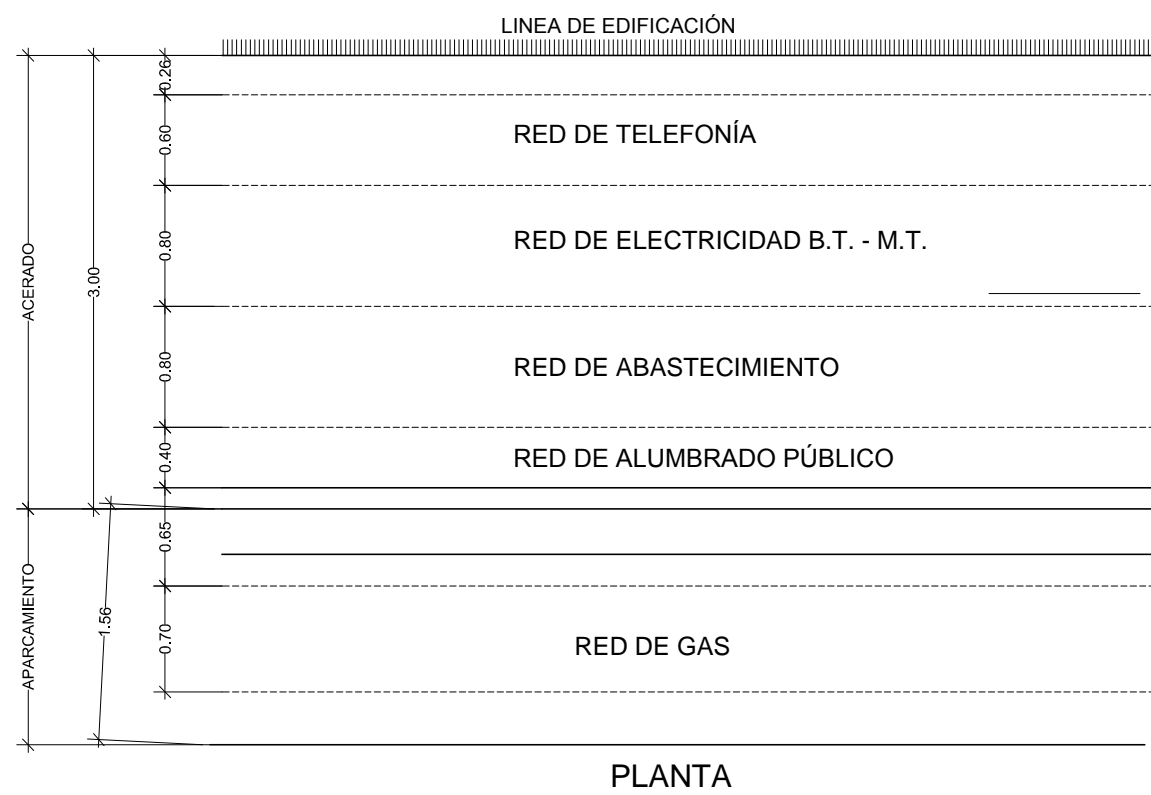 LINEA DE EDIFICACIÓN
0.26
RED DE TELEFONÍA
0.60
RED DE ELECTRICIDAD B.T. - M.T.
0.80
ACERADO
3.00
RED DE ABASTECIMIENTO
0.80
RED DE ALUMBRADO PÚBLICO
0.40
0.65
APARCAMIENTO
1.56
RED DE GAS
0.70
PLANTA